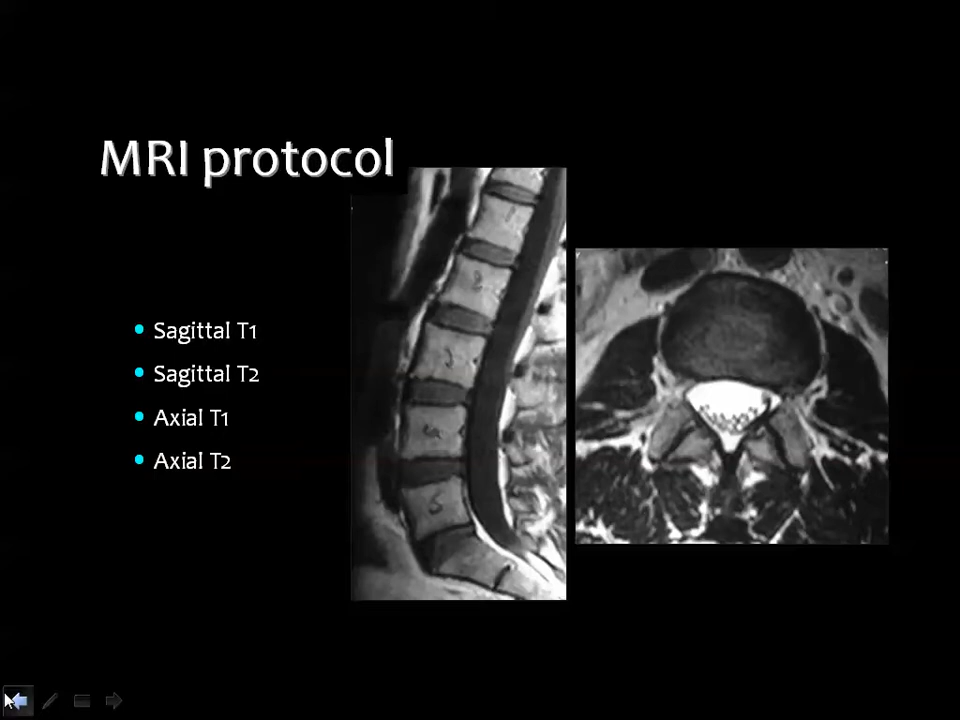 MRI protocol
Sagittal T1
Sagittal T2
Axial T1
Axial T2